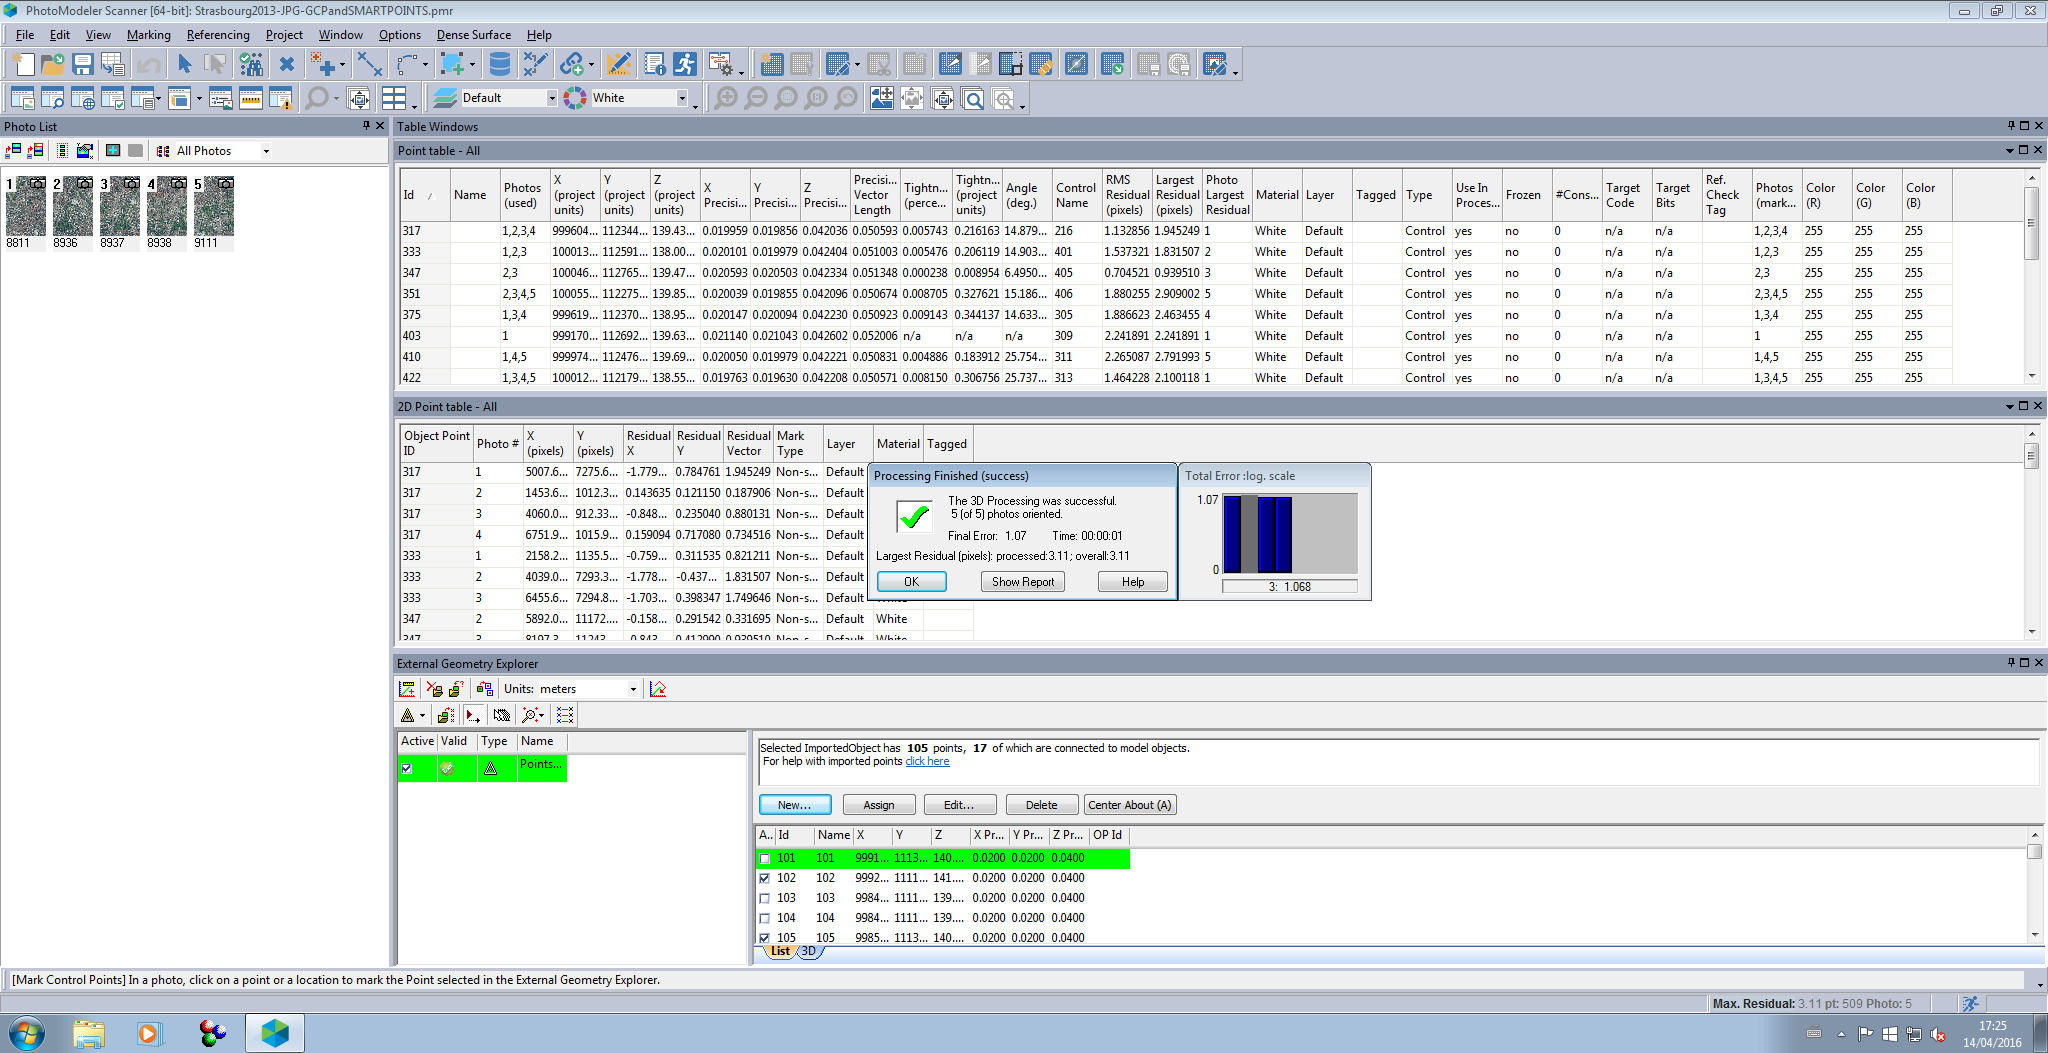 PhotoModeler Scanner [64-bit]: Strasbourg2013-JPG-GCPandSMARTPOINTS.pmr
File Edit View Marking Referencing Project Window Options Dense Surface Help
Default White
Photo List
All Photos
1 2 3 4 5
8811 8936 8937 8938 9111
Table Windows
Point table - All
Id Name Photos (used) X (project units) Y (project units) Z (project units) X Precisi... Y Precisi... Z Precisi... Precisi... Vector Length Tightn... (perce... Tightn... (project units) Angle (deg.) Control Name RMS Residual (pixels) Largest Residual (pixels) Photo Largest Residual Material Layer Tagged Type Use In Proces... Frozen #Cons... Target Code Target Bits Ref. Check Tag Photos (mark... Color (R) Color (G) Color (B)
317 1,2,3,4 999604... 112344... 139.43... 0.019959 0.019856 0.042036 0.050593 0.005743 0.216163 14.879... 216 1.132856 1.945249 1 White Default Control yes no 0 n/a n/a 1,2,3,4 255 255 255
333 1,2,3 100013... 112591... 138.00... 0.020101 0.019979 0.042404 0.051003 0.005476 0.206119 14.903... 401 1.537321 1.831507 2 White Default Control yes no 0 n/a n/a 1,2,3 255 255 255
347 2,3 100046... 112765... 139.47... 0.020593 0.020503 0.042334 0.051348 0.000238 0.008954 6.4950... 405 0.704521 0.939510 3 White Default Control yes no 0 n/a n/a 2,3 255 255 255
351 2,3,4,5 100055... 112275... 139.85... 0.020039 0.019855 0.042096 0.050674 0.008705 0.327621 15.186... 406 1.880255 2.909002 5 White Default Control yes no 0 n/a n/a 2,3,4,5 255 255 255
375 1,3,4 999619... 112370... 138.95... 0.020147 0.020094 0.042230 0.050923 0.009143 0.344137 14.633... 305 1.886623 2.463455 4 White Default Control yes no 0 n/a n/a 1,3,4 255 255 255
403 1 999170... 112692... 139.63... 0.021140 0.021043 0.042602 0.052006 n/a n/a n/a 309 2.241891 2.241891 1 White Default Control yes no 0 n/a n/a 1 255 255 255
410 1,4,5 999974... 112476... 139.69... 0.020050 0.019979 0.042221 0.050831 0.004886 0.183912 25.754... 311 2.265087 2.791993 5 White Default Control yes no 0 n/a n/a 1,4,5 255 255 255
422 1,3,4,5 100012... 112179... 138.55... 0.019763 0.019630 0.042208 0.050571 0.008150 0.306756 25.737... 313 1.464228 2.100118 1 White Default Control yes no 0 n/a n/a 1,3,4,5 255 255 255
2D Point table - All
Object Point ID Photo # X (pixels) Y (pixels) Residual X Residual Y Residual Vector Mark Type Layer Material Tagged
317 1 5007.6... 7275.6... -1.779... 0.784761 1.945249 Non-s... Default
317 2 1453.6... 1012.3... 0.143635 0.121150 0.187906 Non-s... Default
317 3 4060.0... 912.33... -0.848... 0.235040 0.880131 Non-s... Default
317 4 6751.9... 1015.9... 0.159094 0.717080 0.734516 Non-s... Default
333 1 2158.2... 1135.5... -0.759... 0.311535 0.821211 Non-s... Default
333 2 4039.0... 7293.3... -1.778... -0.437... 1.831507 Non-s... Default
333 3 6455.6... 7294.8... -1.703... 0.398347 1.749646 Non-s... Default
347 2 5892.0... 11172.... -0.158... 0.291542 0.331695 Non-s... Default White
347 3 8197.3... 11243.... -0.843... 0.412990 0.939510 Non-s... Default White
Processing Finished (success)
The 3D Processing was successful.
5 (of 5) photos oriented.
Final Error: 1.07 Time: 00:00:01
Largest Residual (pixels): processed:3.11; overall:3.11
OK Show Report Help
Total Error :log. scale
1.07
0
3: 1.068
External Geometry Explorer
Units: meters
Active Valid Type Name
Points...
Selected ImportedObject has 105 points, 17 of which are connected to model objects.
For help with imported points click here
New... Assign Edit... Delete Center About (A)
A.. Id Name X Y Z X Pr... Y Pr... Z Pr... OP Id
101 101 9991... 1113... 140.... 0.0200 0.0200 0.0400
102 102 9992... 1111... 141.... 0.0200 0.0200 0.0400
103 103 9984... 1111... 139.... 0.0200 0.0200 0.0400
104 104 9984... 1111... 139.... 0.0200 0.0200 0.0400
105 105 9985... 1113... 140.... 0.0200 0.0200 0.0400
List 3D
[Mark Control Points] In a photo, click on a point or a location to mark the Point selected in the External Geometry Explorer.
Max. Residual: 3.11 pt: 509 Photo: 5
17:25
14/04/2016